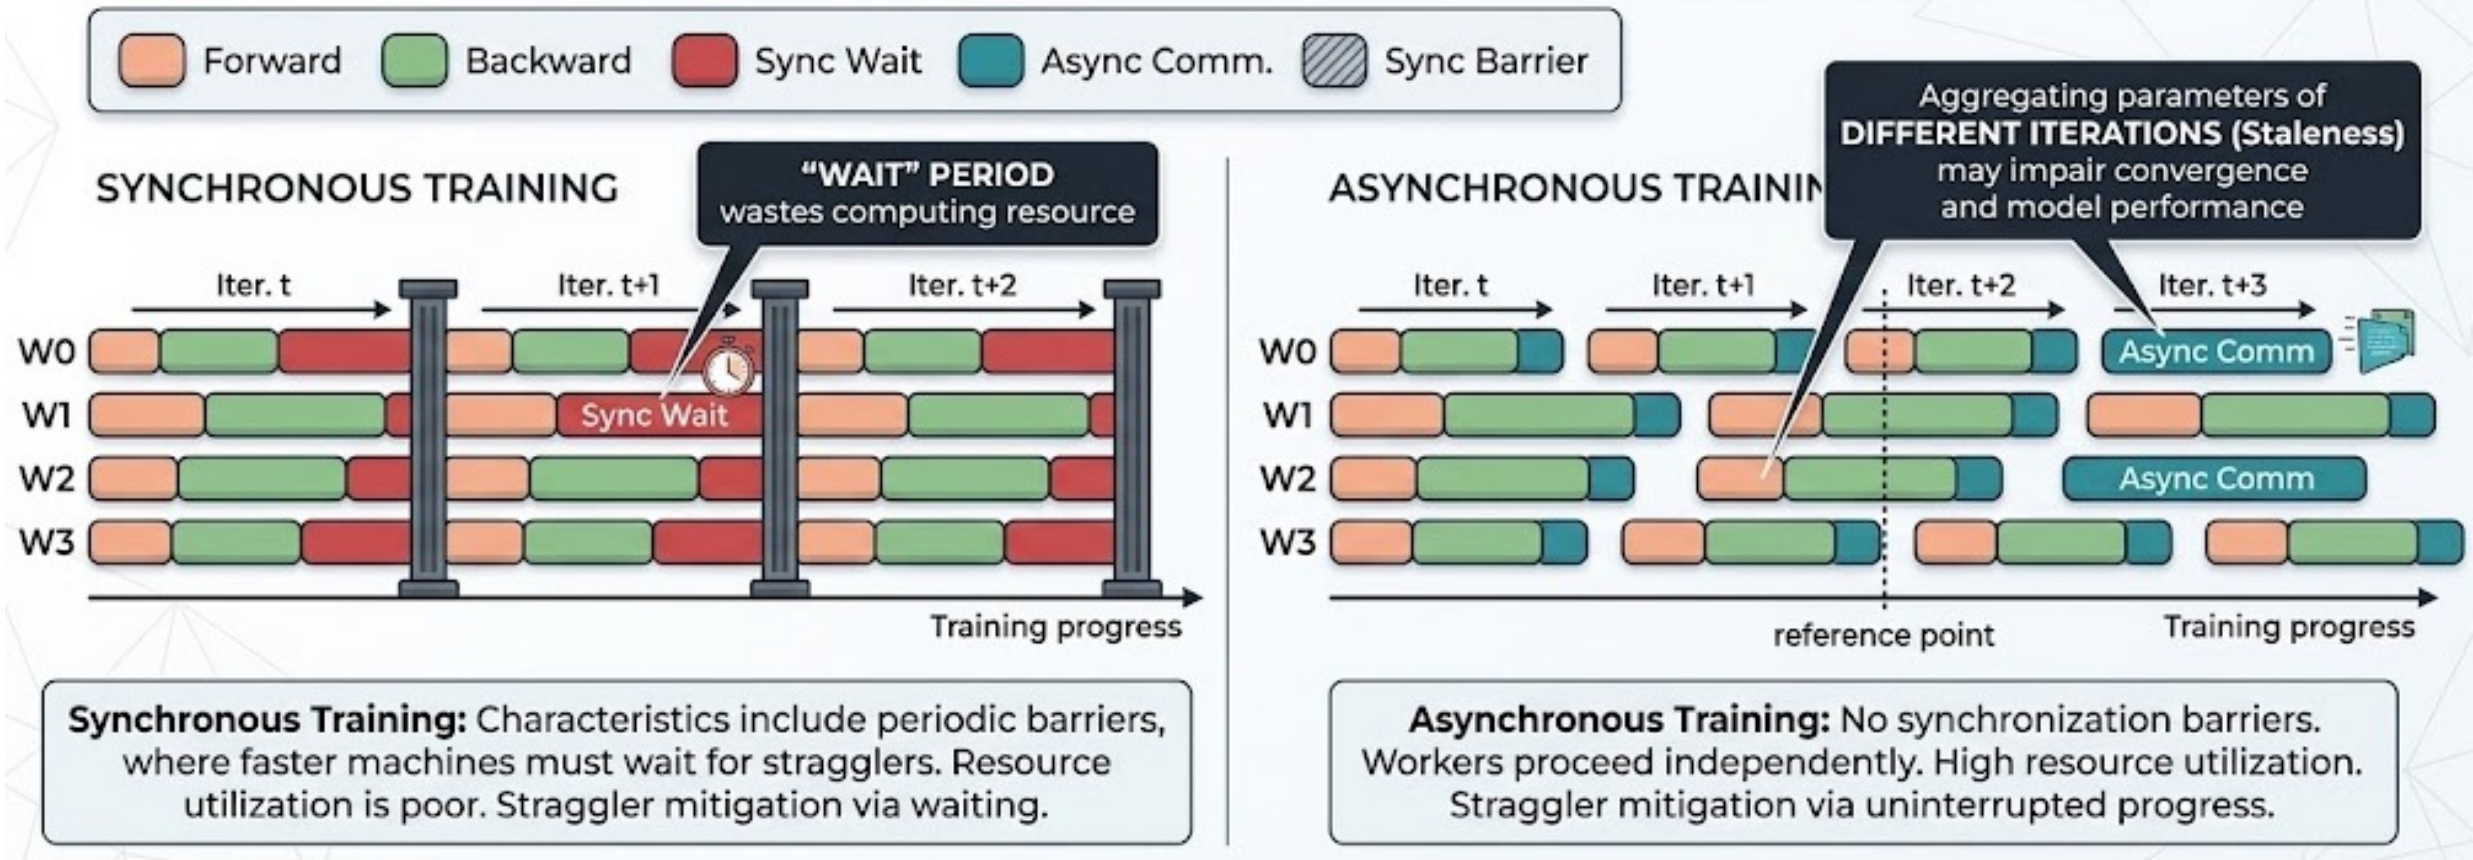 Forward Backward Sync Wait Async Comm. Sync Barrier
SYNCHRONOUS TRAINING
“WAIT” PERIOD
wastes computing resource
Iter. t Iter. t+1 Iter. t+2
W0
W1 Sync Wait
W2
W3
Training progress
Synchronous Training: Characteristics include periodic barriers,
where faster machines must wait for stragglers. Resource
utilization is poor. Straggler mitigation via waiting.
ASYNCHRONOUS TRAININ
Aggregating parameters of
DIFFERENT ITERATIONS (Staleness)
may impair convergence
and model performance
Iter. t Iter. t+1 Iter. t+2 Iter. t+3
W0 Async Comm
W1
W2 Async Comm
W3
reference point
Training progress
Asynchronous Training: No synchronization barriers.
Workers proceed independently. High resource utilization.
Straggler mitigation via uninterrupted progress.